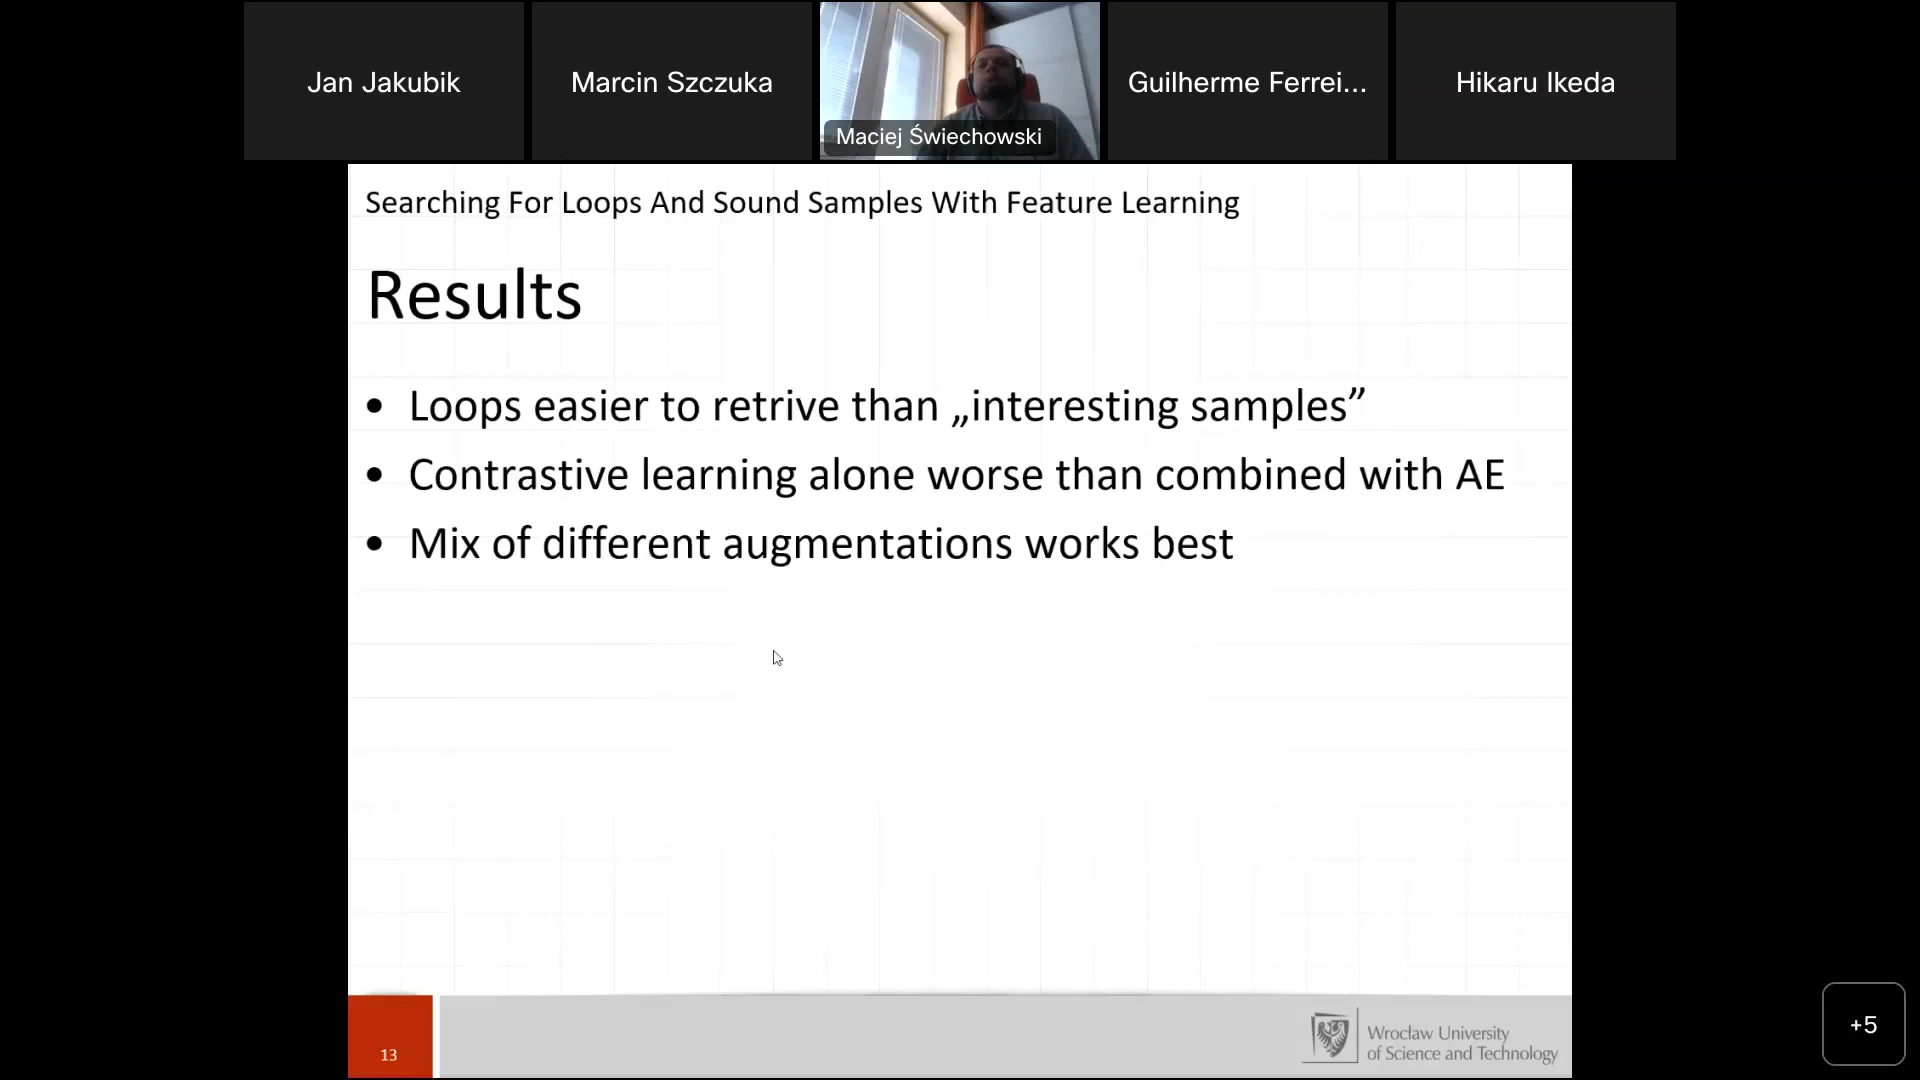 Jan Jakubik
Marcin Szczuka
Maciej Świechowski
Guilherme Ferrei...
Hikaru Ikeda
Searching For Loops And Sound Samples With Feature Learning
Results
• Loops easier to retrive than „interesting samples”
• Contrastive learning alone worse than combined with AE
• Mix of different augmentations works best
13
Wrocław University
of Science and Technology
+5